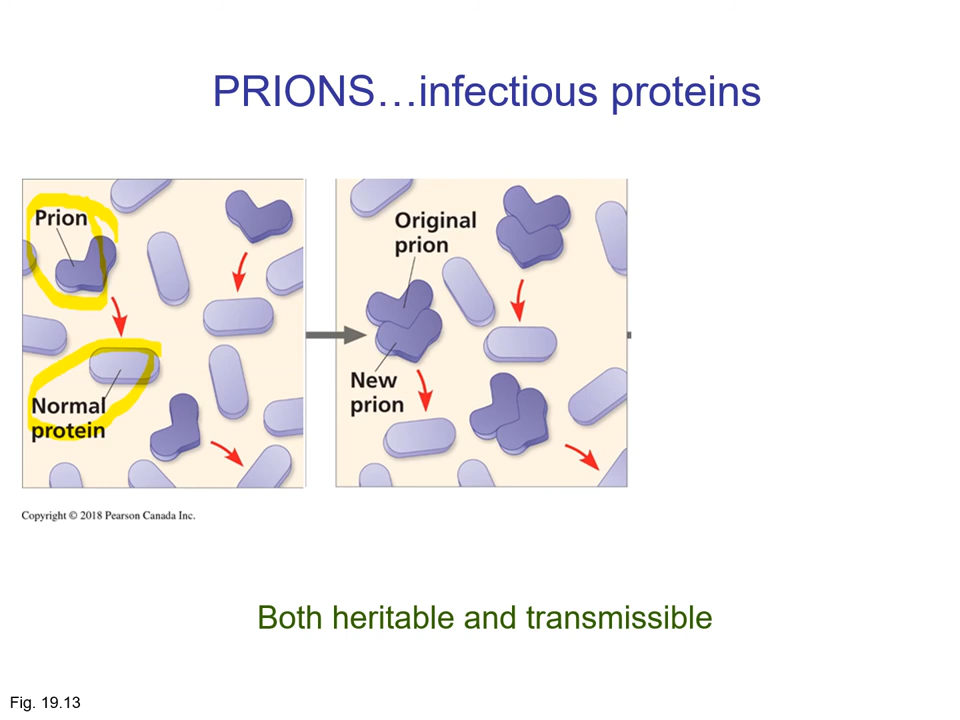 PRIONS…infectious proteins
Prion
Normal
protein
Original
prion
New
prion
Copyright © 2018 Pearson Canada Inc.
Both heritable and transmissible
Fig. 19.13